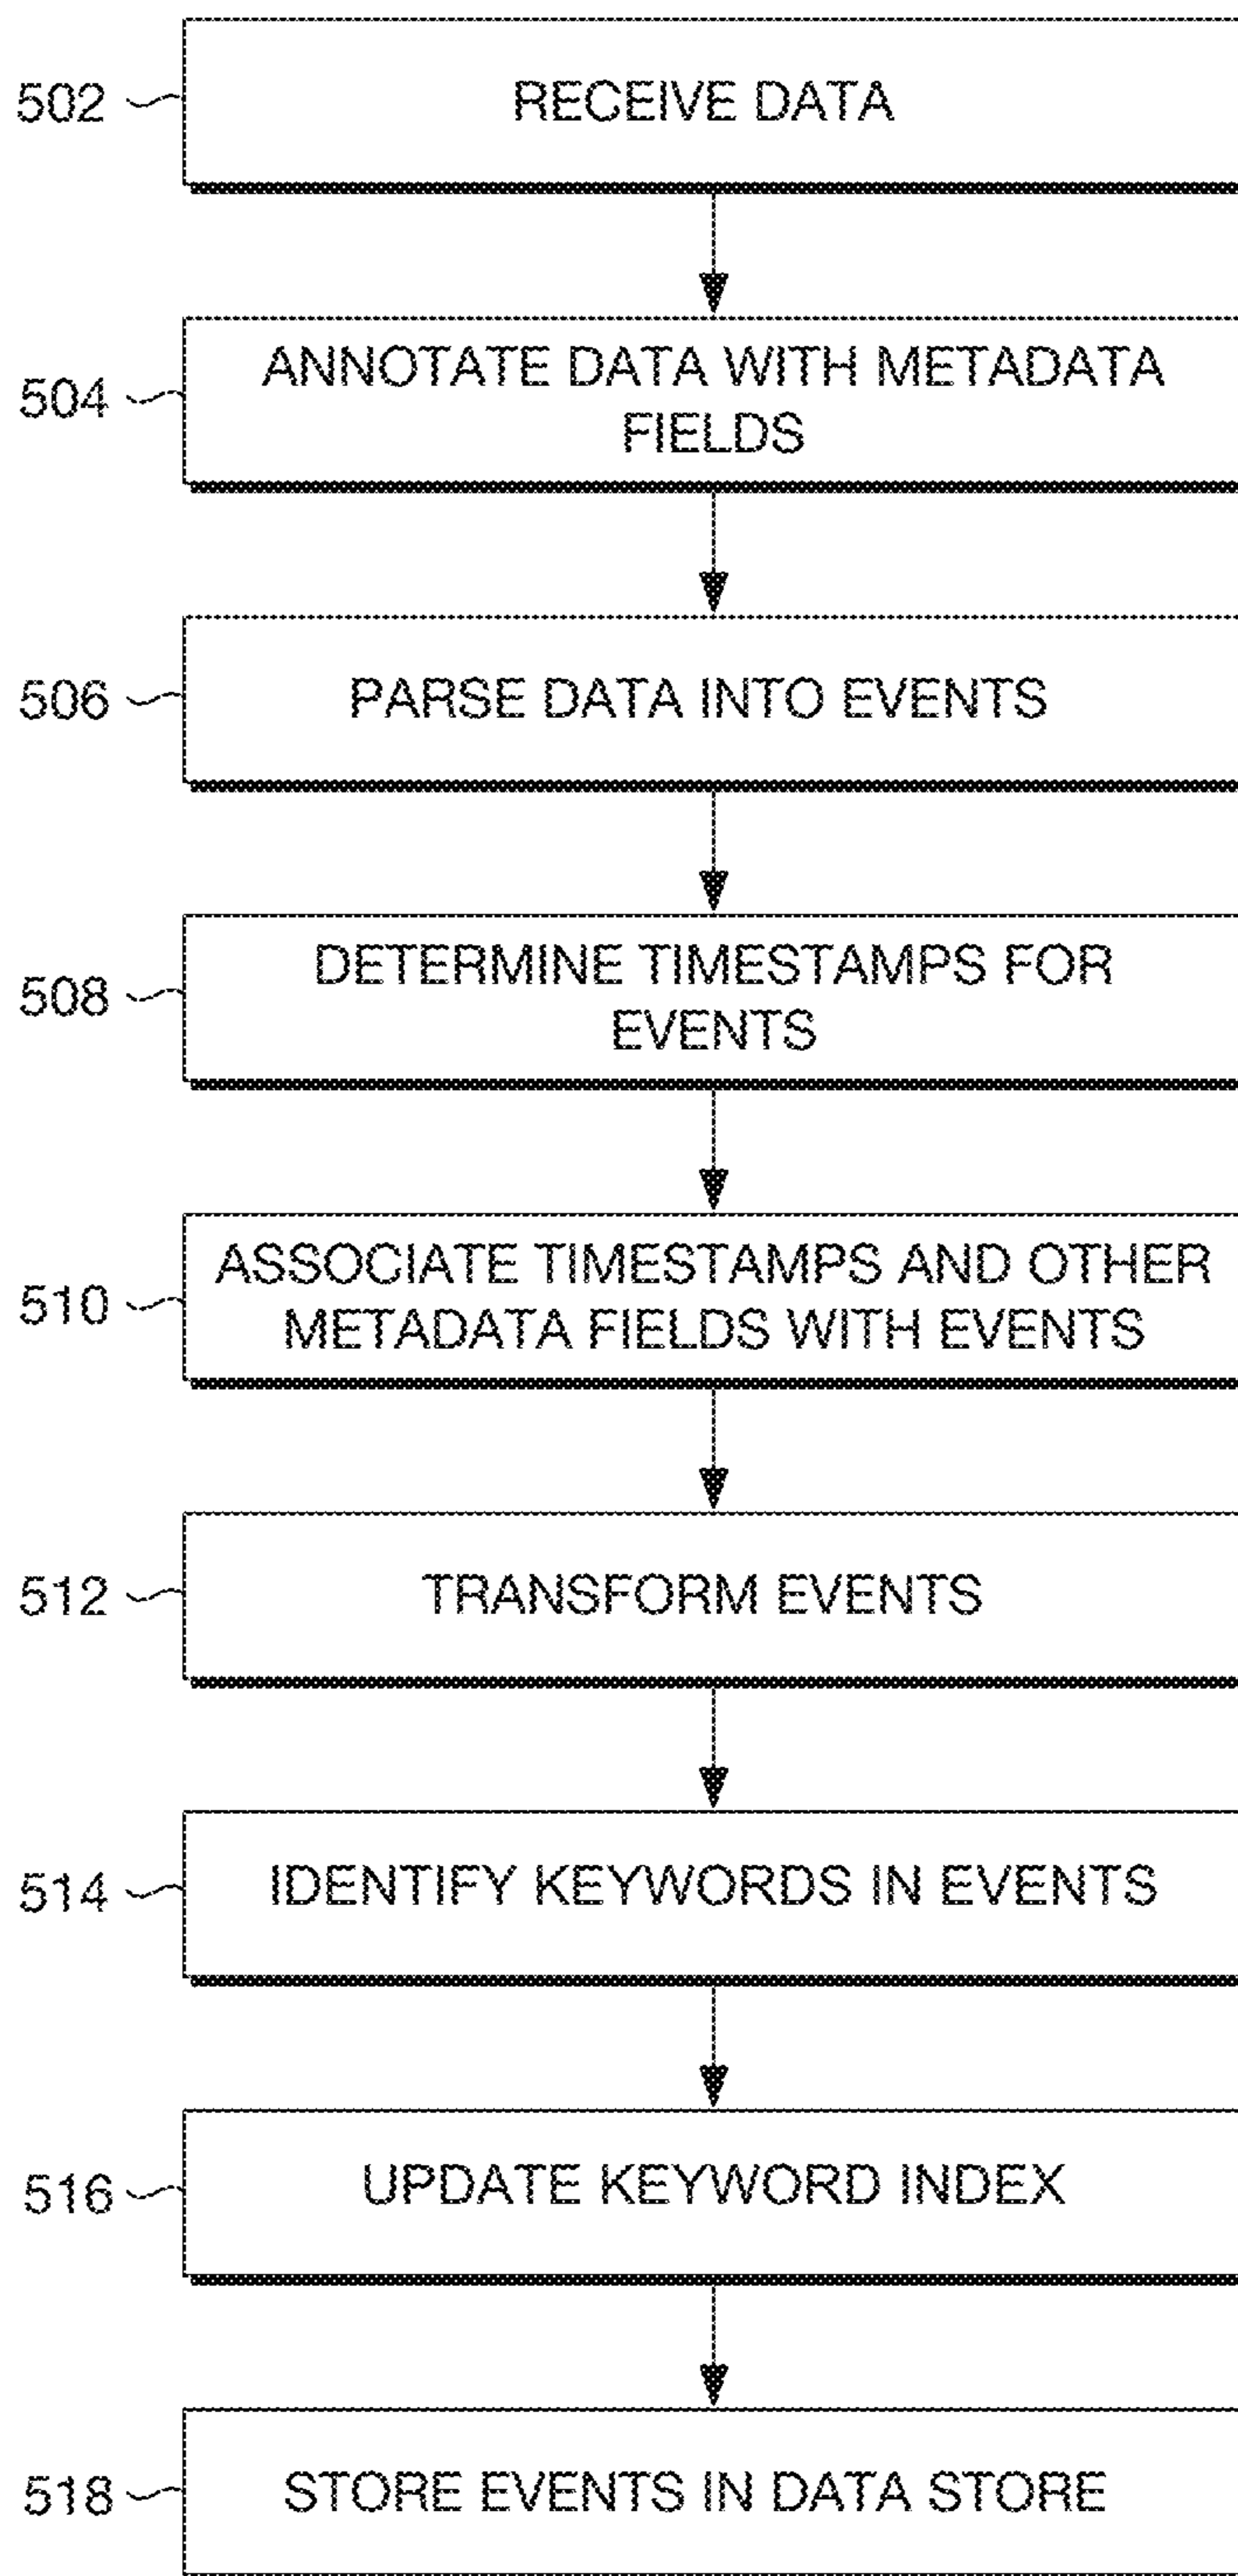 502
RECEIVE DATA
504
ANNOTATE DATA WITH METADATA
FIELDS
506
PARSE DATA INTO EVENTS
508
DETERMINE TIMESTAMPS FOR
EVENTS
510
ASSOCIATE TIMESTAMPS AND OTHER
METADATA FIELDS WITH EVENTS
512
TRANSFORM EVENTS
514
IDENTIFY KEYWORDS IN EVENTS
516
UPDATE KEYWORD INDEX
518
STORE EVENTS IN DATA STORE